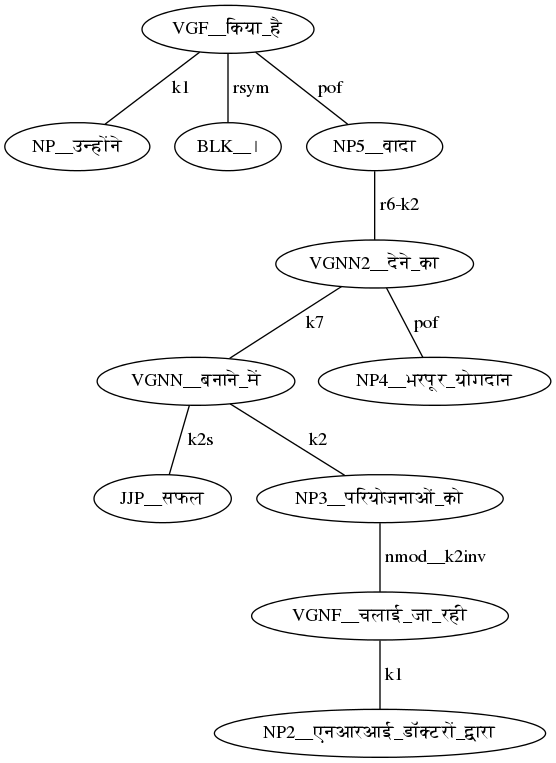 VGF__किया_है
k1
rsym
pof
NP__उन्होंने
BLK__।
NP5__वादा
r6-k2
VGNN2__देने_का
k7
pof
VGNN__बनाने_में
NP4__भरपूर_योगदान
k2s
k2
JJP__सफल
NP3__परियोजनाओं_को
nmod__k2inv
VGNF__चलाई_जा_रही
k1
NP2__एनआरआई_डॉक्टरों_द्वारा